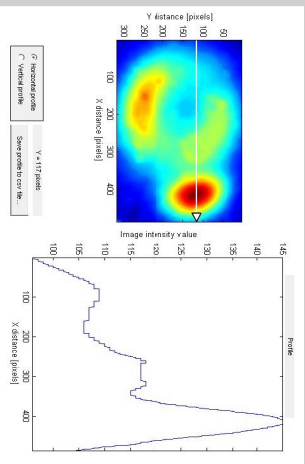 Profile
145
140
135
130
125
120
115
110
105
100
Image intensity value
100
200
300
400
X distance [pixels]
50
100
150
200
250
300
Y distance [pixels]
100
200
300
400
X distance [pixels]
Y = 117 pixels
Horizontal profile
Vertical profile
Save profile to csv file...